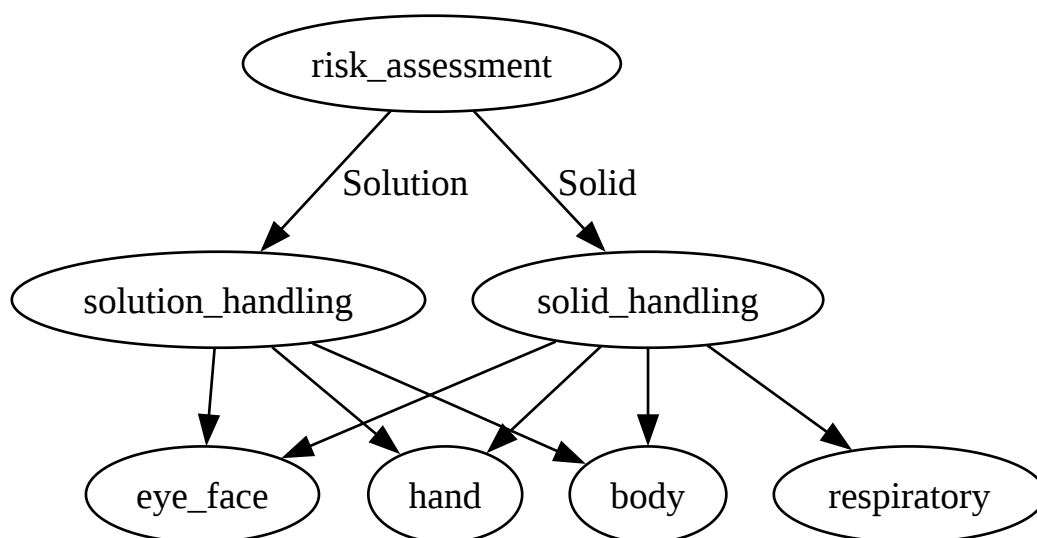 risk_assessment
Solution
Solid
solution_handling
solid_handling
eye_face
hand
body
respiratory